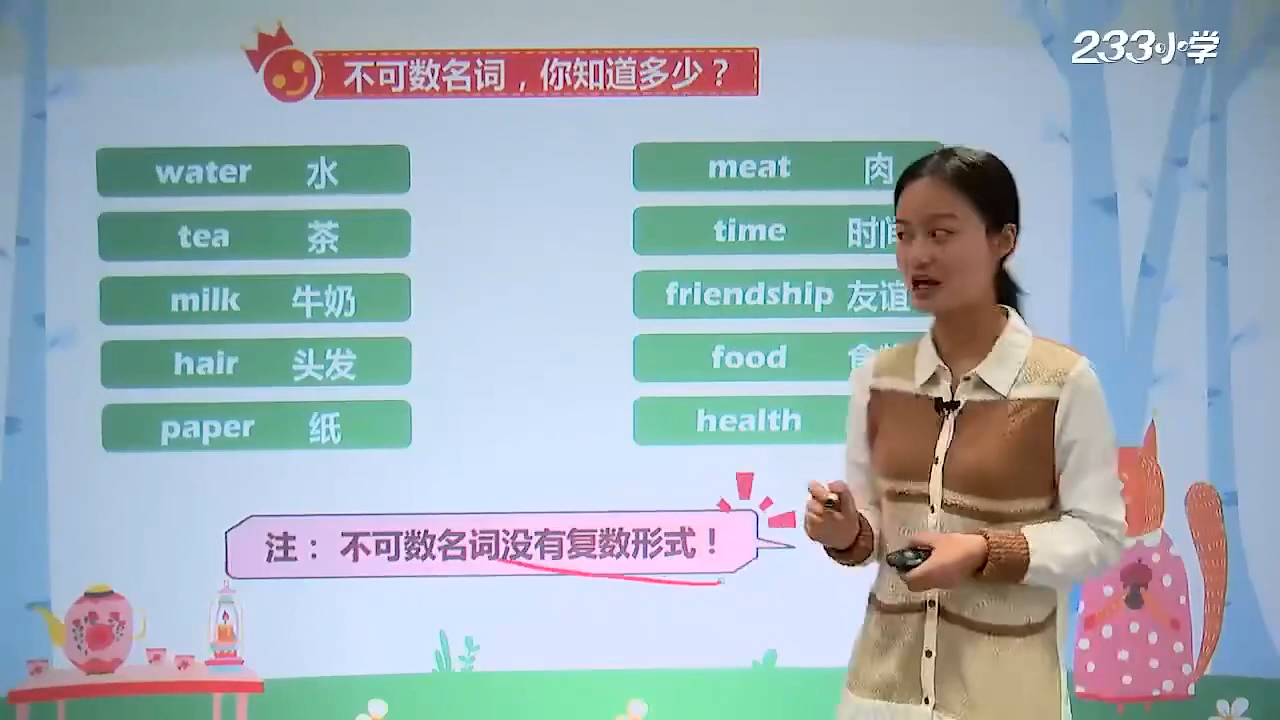 233小学
不可数名词，你知道多少？
water 水
tea 茶
milk 牛奶
hair 头发
paper 纸
meat 肉
time 时间
friendship 友谊
food 食
health
注：不可数名词没有复数形式！